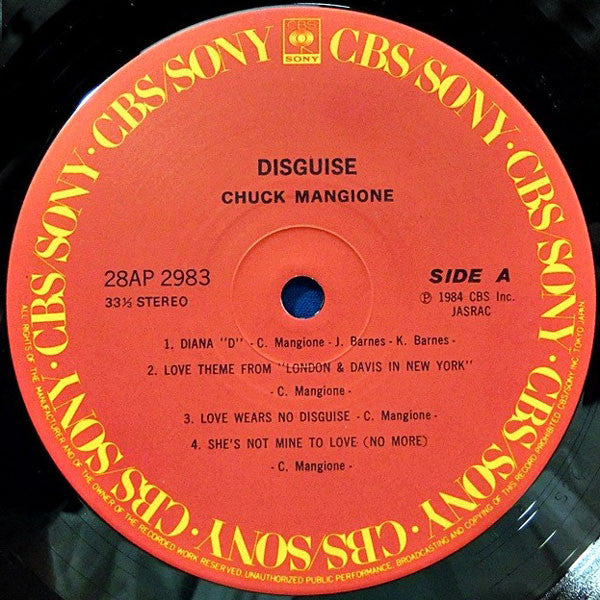 CBS
SONY
CBS/SONY · CBS/SONY · CBS/SONY · CBS/SONY · CBS/SONY · CBS/SONY · CBS/SONY · CBS/SONY
DISGUISE
CHUCK MANGIONE
28AP 2983
33⅓ STEREO
SIDE A
Ⓟ 1984 CBS Inc.
JASRAC
1. DIANA "D" - C. Mangione - J. Barnes - K. Barnes -
2. LOVE THEME FROM "LONDON & DAVIS IN NEW YORK"
- C. Mangione -
3. LOVE WEARS NO DISGUISE - C. Mangione -
4. SHE'S NOT MINE TO LOVE (NO MORE)
- C. Mangione -
ALL RIGHTS OF THE MANUFACTURER AND OF THE OWNER OF THE RECORDED WORK RESERVED. UNAUTHORIZED PUBLIC PERFORMANCE, BROADCASTING AND COPYING OF THIS RECORD PROHIBITED CBS/SONY INC. TOKYO JAPAN